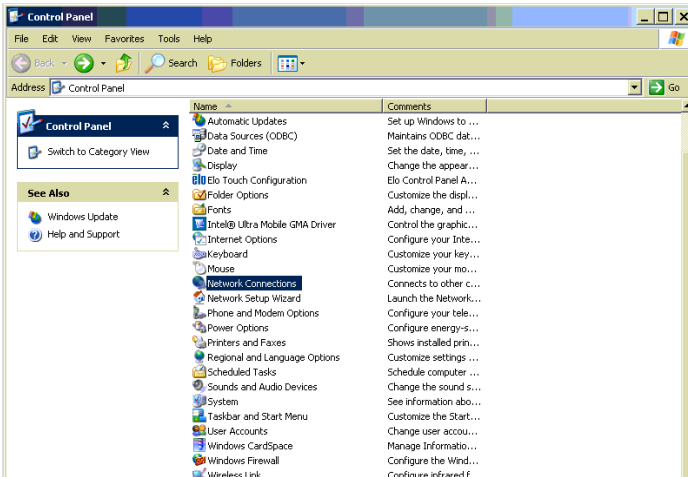 Control Panel
File Edit View Favorites Tools Help
Back Search Folders
Address Control Panel Go
Control Panel
Switch to Category View
See Also
Windows Update
Help and Support
Name Comments
Automatic Updates Set up Windows to ...
Data Sources (ODBC) Maintains ODBC dat...
Date and Time Set the date, time, ...
Display Change the appear...
elo Elo Touch Configuration Elo Control Panel A...
Folder Options Customize the displ...
Fonts Add, change, and ...
Intel® Ultra Mobile GMA Driver Control the graphic...
Internet Options Configure your Inte...
Keyboard Customize your key...
Mouse Customize your mo...
Network Connections Connects to other c...
Network Setup Wizard Launch the Network...
Phone and Modem Options Configure your tele...
Power Options Configure energy-s...
Printers and Faxes Shows installed prin...
Regional and Language Options Customize settings ...
Scheduled Tasks Schedule computer ...
Sounds and Audio Devices Change the sound s...
System See information abo...
Taskbar and Start Menu Customize the Start...
User Accounts Change user accou...
Windows CardSpace Manage Informatio...
Windows Firewall Configure the Wind...
Wireless Link Configure infrared f...